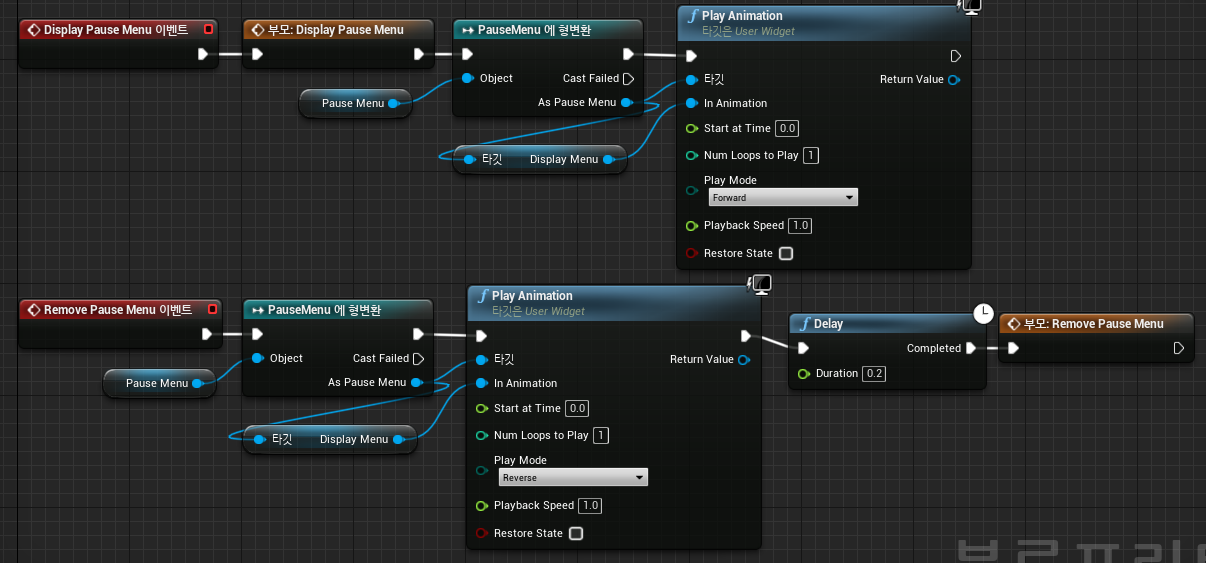 Display Pause Menu 이벤트
부모: Display Pause Menu
PauseMenu 에 형변환
Object
Cast Failed
As Pause Menu
Pause Menu
타깃
Display Menu
Play Animation
타깃은 User Widget
타깃
Return Value
In Animation
Start at Time 0.0
Num Loops to Play 1
Play Mode
Forward
Playback Speed 1.0
Restore State
Remove Pause Menu 이벤트
PauseMenu 에 형변환
Object
Cast Failed
As Pause Menu
Pause Menu
타깃
Display Menu
Play Animation
타깃은 User Widget
타깃
Return Value
In Animation
Start at Time 0.0
Num Loops to Play 1
Play Mode
Reverse
Playback Speed 1.0
Restore State
Delay
Completed
Duration 0.2
부모: Remove Pause Menu